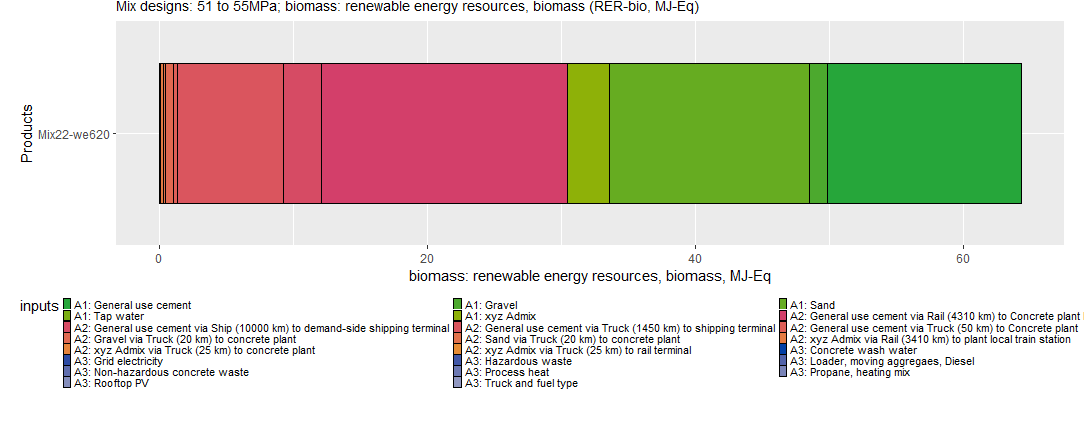 Mix designs: 51 to 55MPa; biomass: renewable energy resources, biomass (RER-bio, MJ-Eq)
Products
Mix22-we620
0 20 40 60
biomass: renewable energy resources, biomass, MJ-Eq
inputs A1: General use cement A1: Gravel A1: Sand
A1: Tap water A1: xyz Admix A2: General use cement via Rail (4310 km) to Concrete plant
A2: General use cement via Ship (10000 km) to demand-side shipping terminal A2: General use cement via Truck (1450 km) to shipping terminal A2: General use cement via Truck (50 km) to Concrete plant
A2: Gravel via Truck (20 km) to concrete plant A2: Sand via Truck (20 km) to concrete plant A2: xyz Admix via Rail (3410 km) to plant local train station
A2: xyz Admix via Truck (25 km) to concrete plant A2: xyz Admix via Truck (25 km) to rail terminal A3: Concrete wash water
A3: Grid electricity A3: Hazardous waste A3: Loader, moving aggregaes, Diesel
A3: Non-hazardous concrete waste A3: Process heat A3: Propane, heating mix
A3: Rooftop PV A3: Truck and fuel type